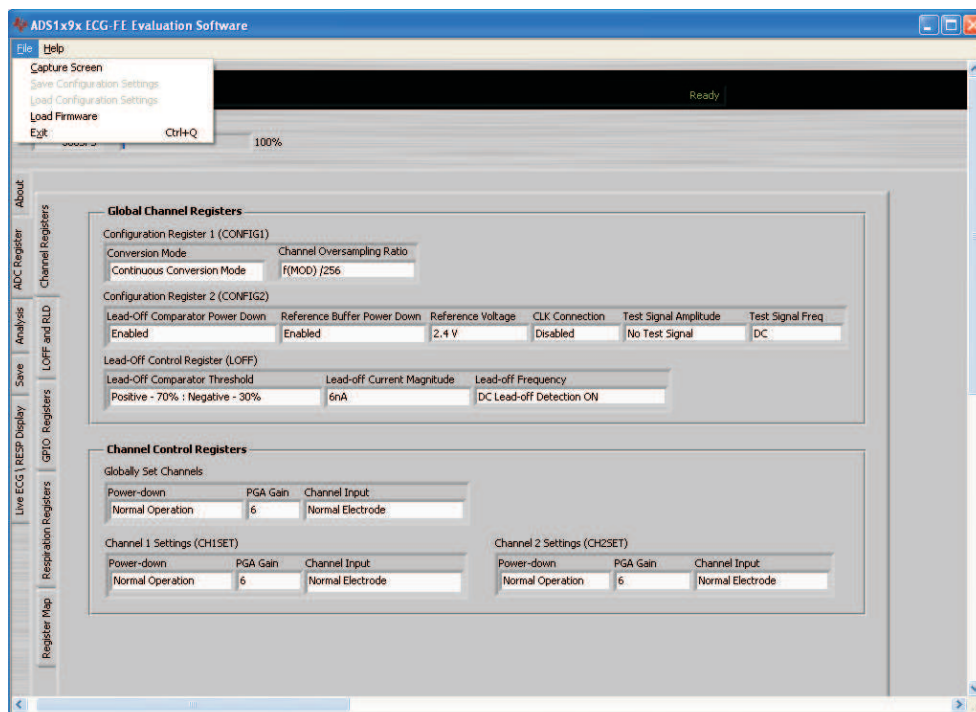 ADS1x9x ECG-FE Evaluation Software
File Help
Capture Screen
Save Configuration Settings
Load Configuration Settings
Load Firmware
Exit Ctrl+Q
Ready
100%
About
ADC Register
Analysis
Save
Live ECG \ RESP Display
Channel Registers
LOFF and RLD
GPIO Registers
Respiration Registers
Register Map
Global Channel Registers
Configuration Register 1 (CONFIG1)
Conversion Mode Channel Oversampling Ratio
Continuous Conversion Mode f(MOD) /256
Configuration Register 2 (CONFIG2)
Lead-Off Comparator Power Down Reference Buffer Power Down Reference Voltage CLK Connection Test Signal Amplitude Test Signal Freq
Enabled Enabled 2.4 V Disabled No Test Signal DC
Lead-Off Control Register (LOFF)
Lead-Off Comparator Threshold Lead-off Current Magnitude Lead-off Frequency
Positive - 70% : Negative - 30% 6nA DC Lead-off Detection ON
Channel Control Registers
Globally Set Channels
Power-down PGA Gain Channel Input
Normal Operation 6 Normal Electrode
Channel 1 Settings (CH1SET) Channel 2 Settings (CH2SET)
Power-down PGA Gain Channel Input Power-down PGA Gain Channel Input
Normal Operation 6 Normal Electrode Normal Operation 6 Normal Electrode